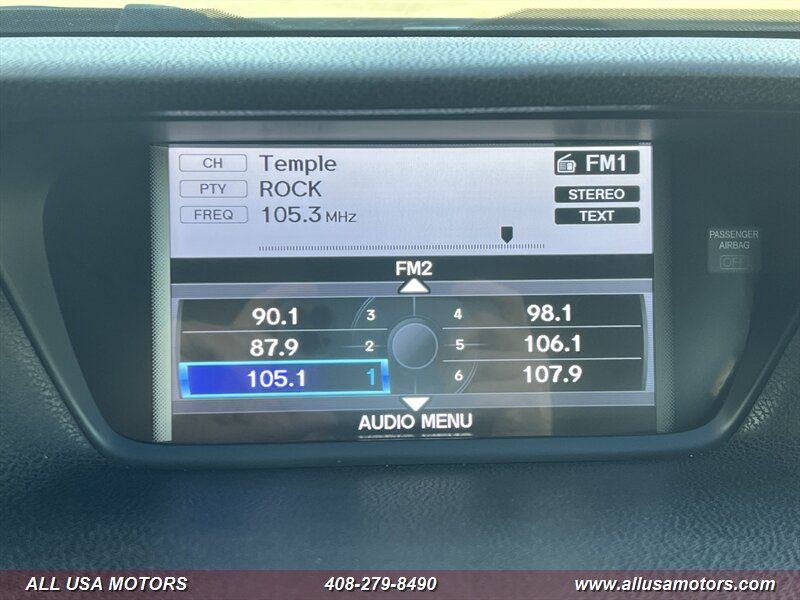 CH Temple FM1
PTY ROCK STEREO
FREQ 105.3 MHz TEXT
FM2
90.1 3 4 98.1
87.9 2 5 106.1
105.1 1 6 107.9
AUDIO MENU
PASSENGER
AIRBAG
OFF
ALL USA MOTORS 408-279-8490 www.allusamotors.com